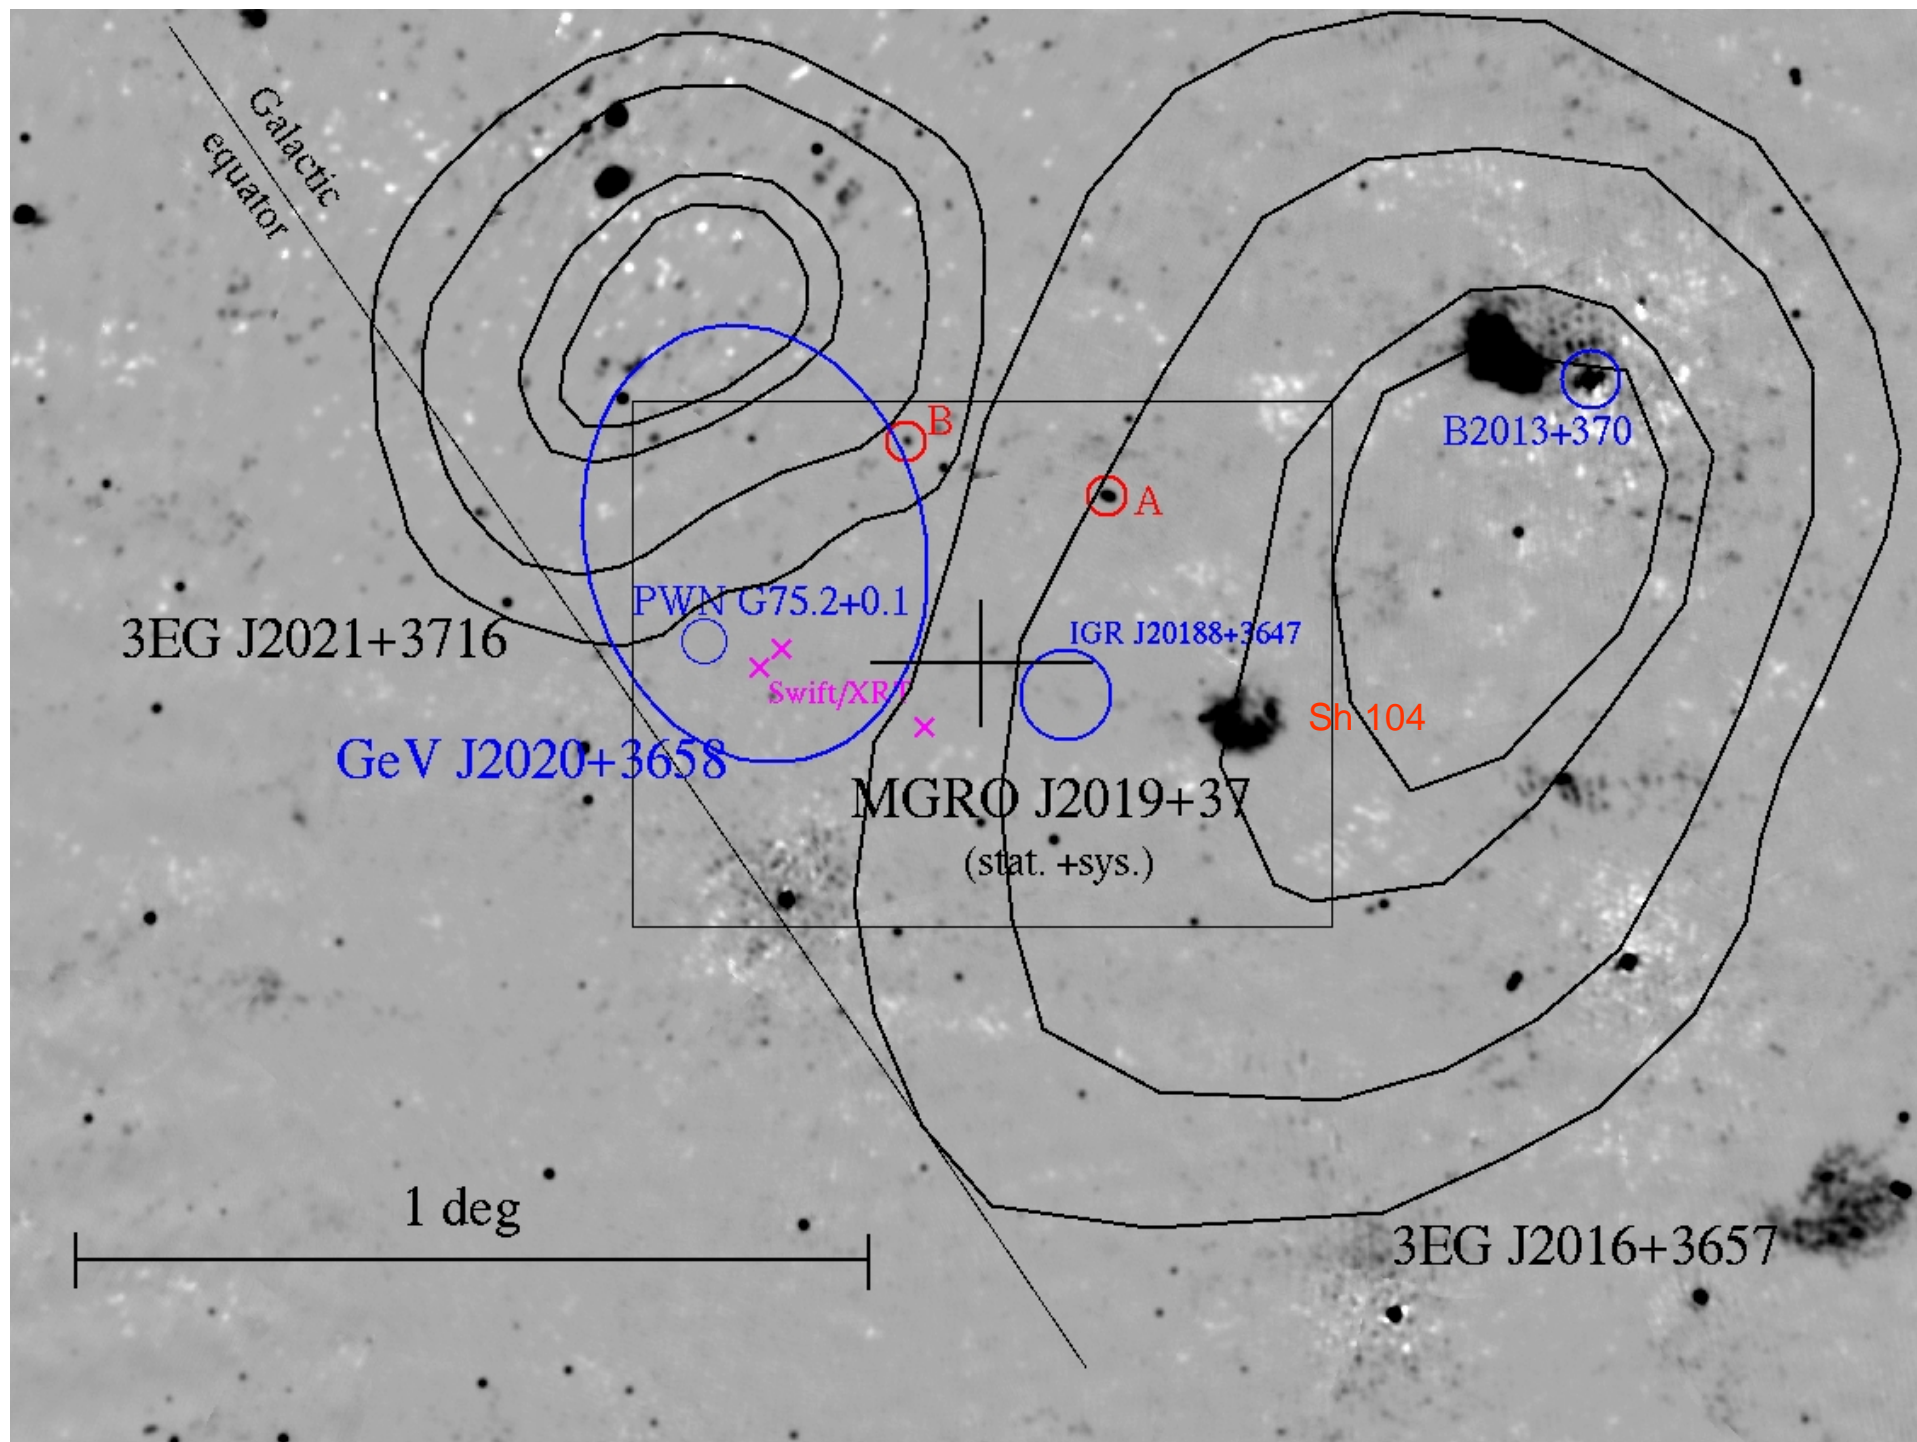 Galactic
equator
B
B2013+370
A
PWN G75.2+0.1
3EG J2021+3716
IGR J20188+3647
Swift/XRT
Sh 104
GeV J2020+3658
MGRO J2019+37
(stat. +sys.)
1 deg
3EG J2016+3657